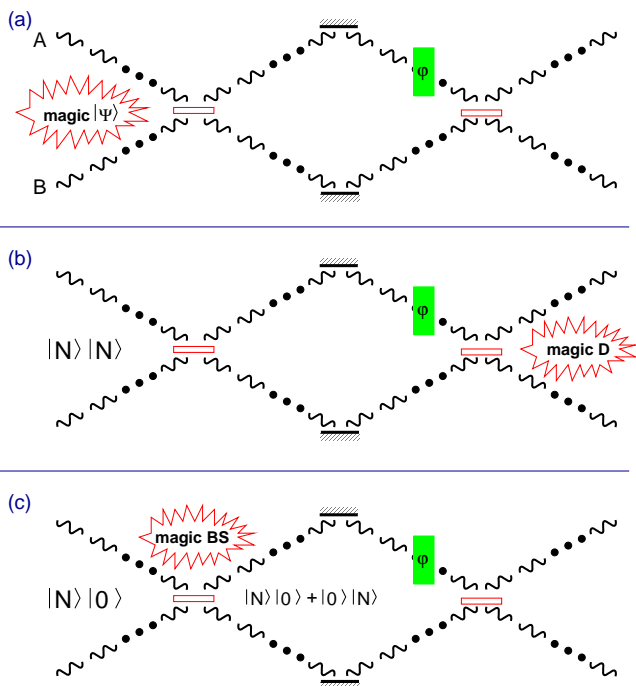 (a)
A
φ
magic |Ψ⟩
B
(b)
φ
|N⟩|N⟩
magic D
(c)
magic BS
φ
|N⟩|0⟩
|N⟩|0⟩+|0⟩|N⟩